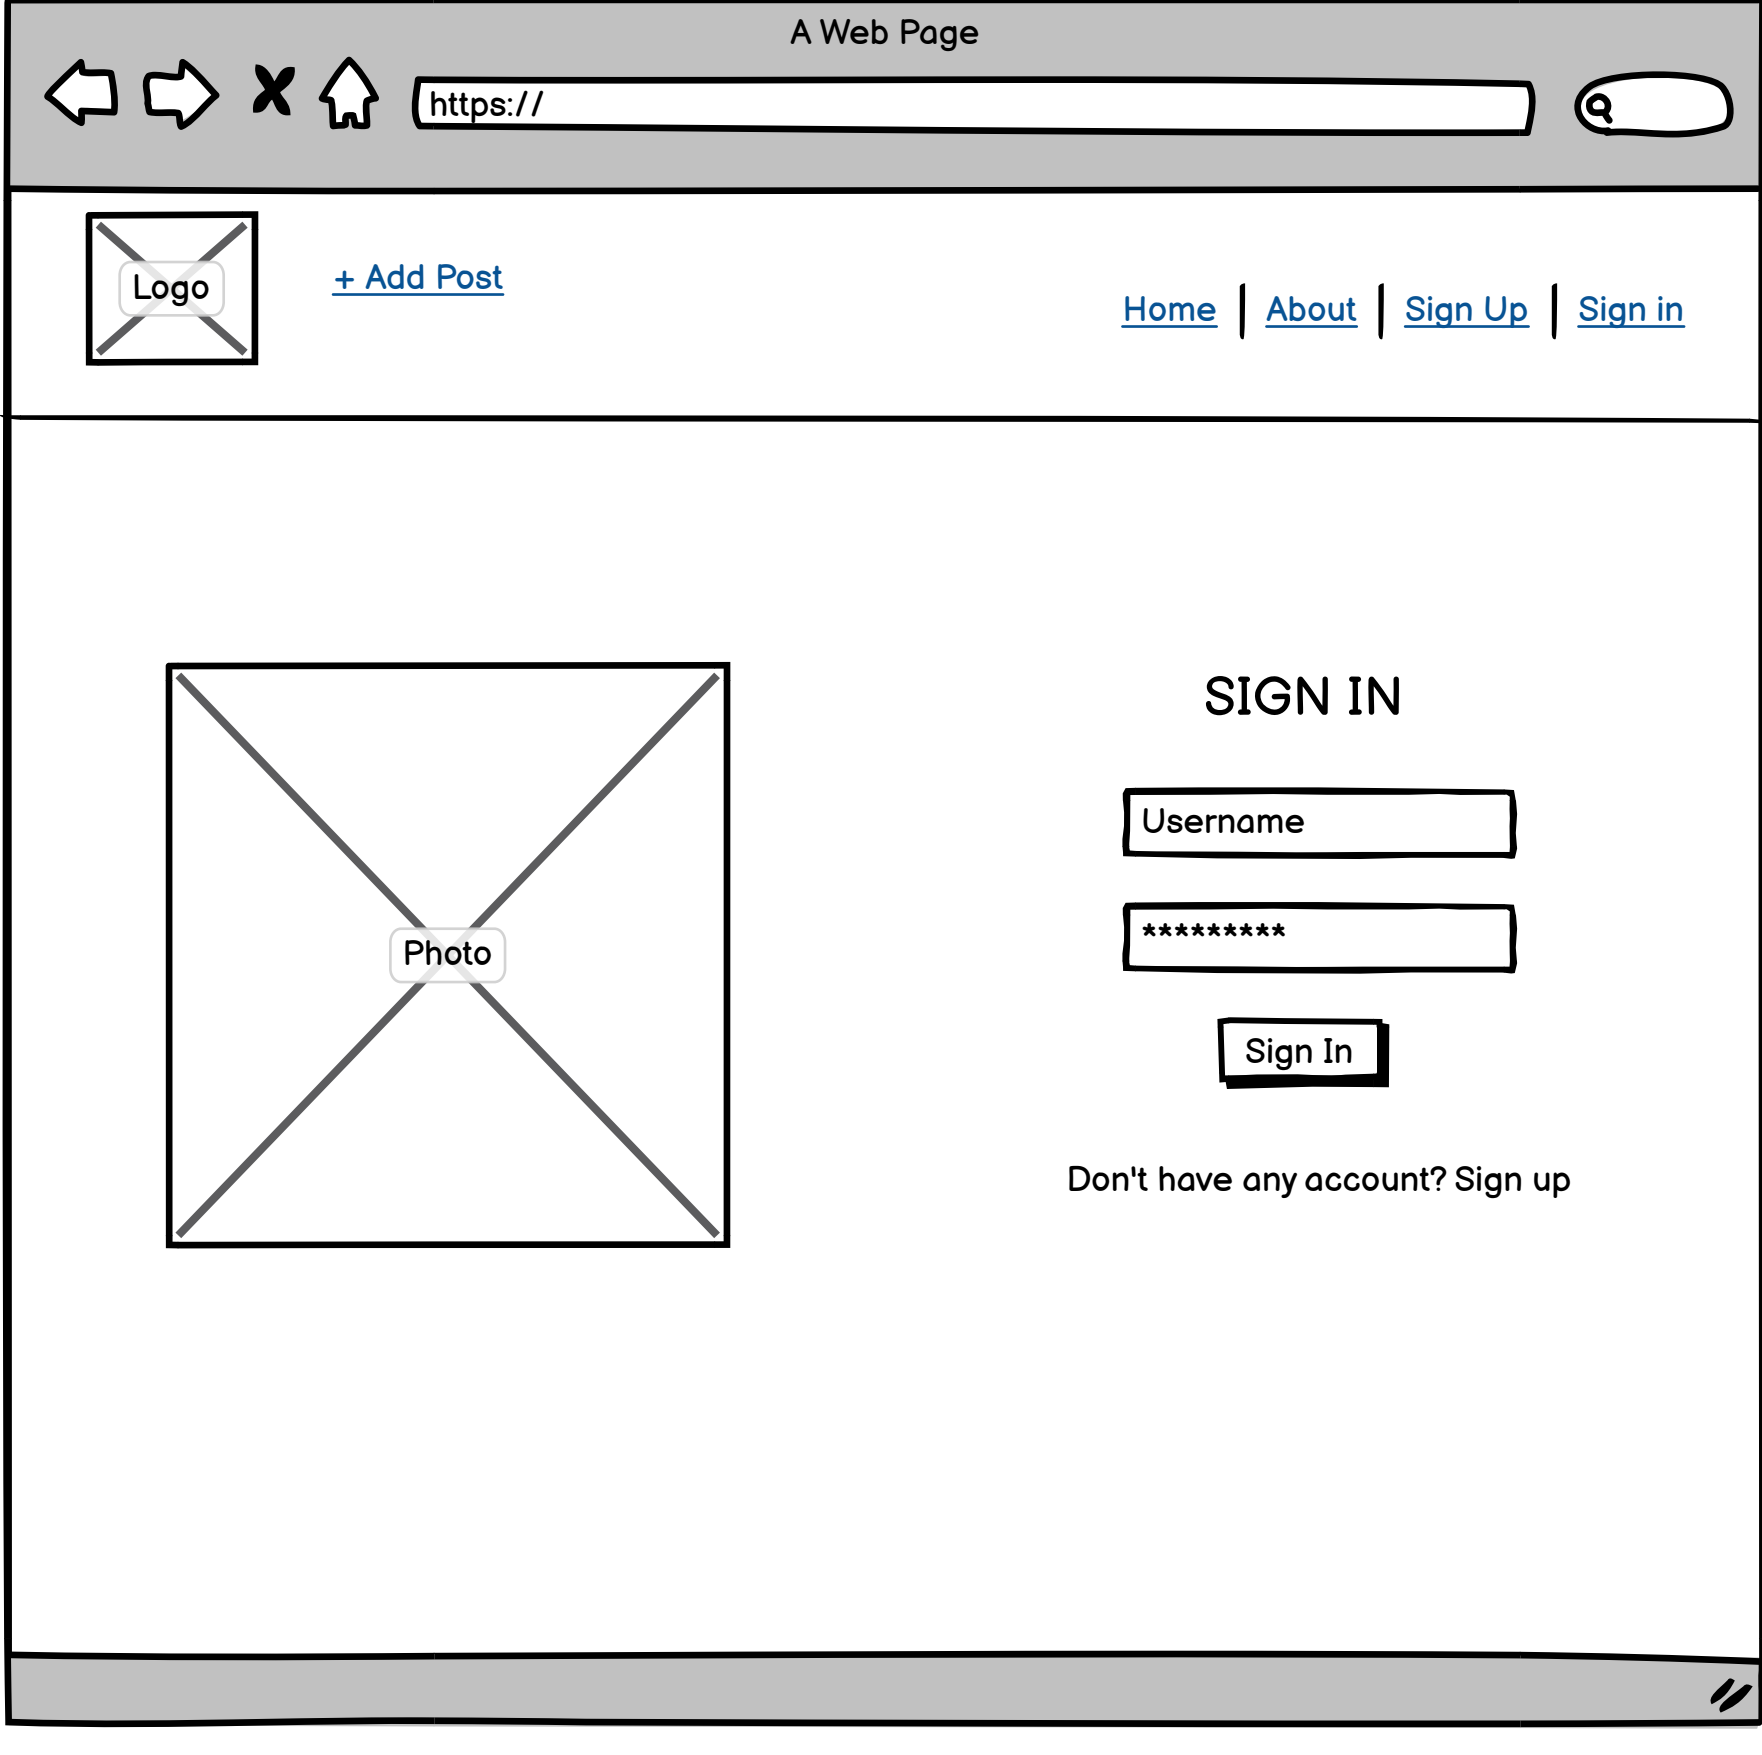 A Web Page
https://
Logo
+ Add Post
Home
About
Sign Up
Sign in
Photo
SIGN IN
Username
*********
Sign In
Don't have any account? Sign up